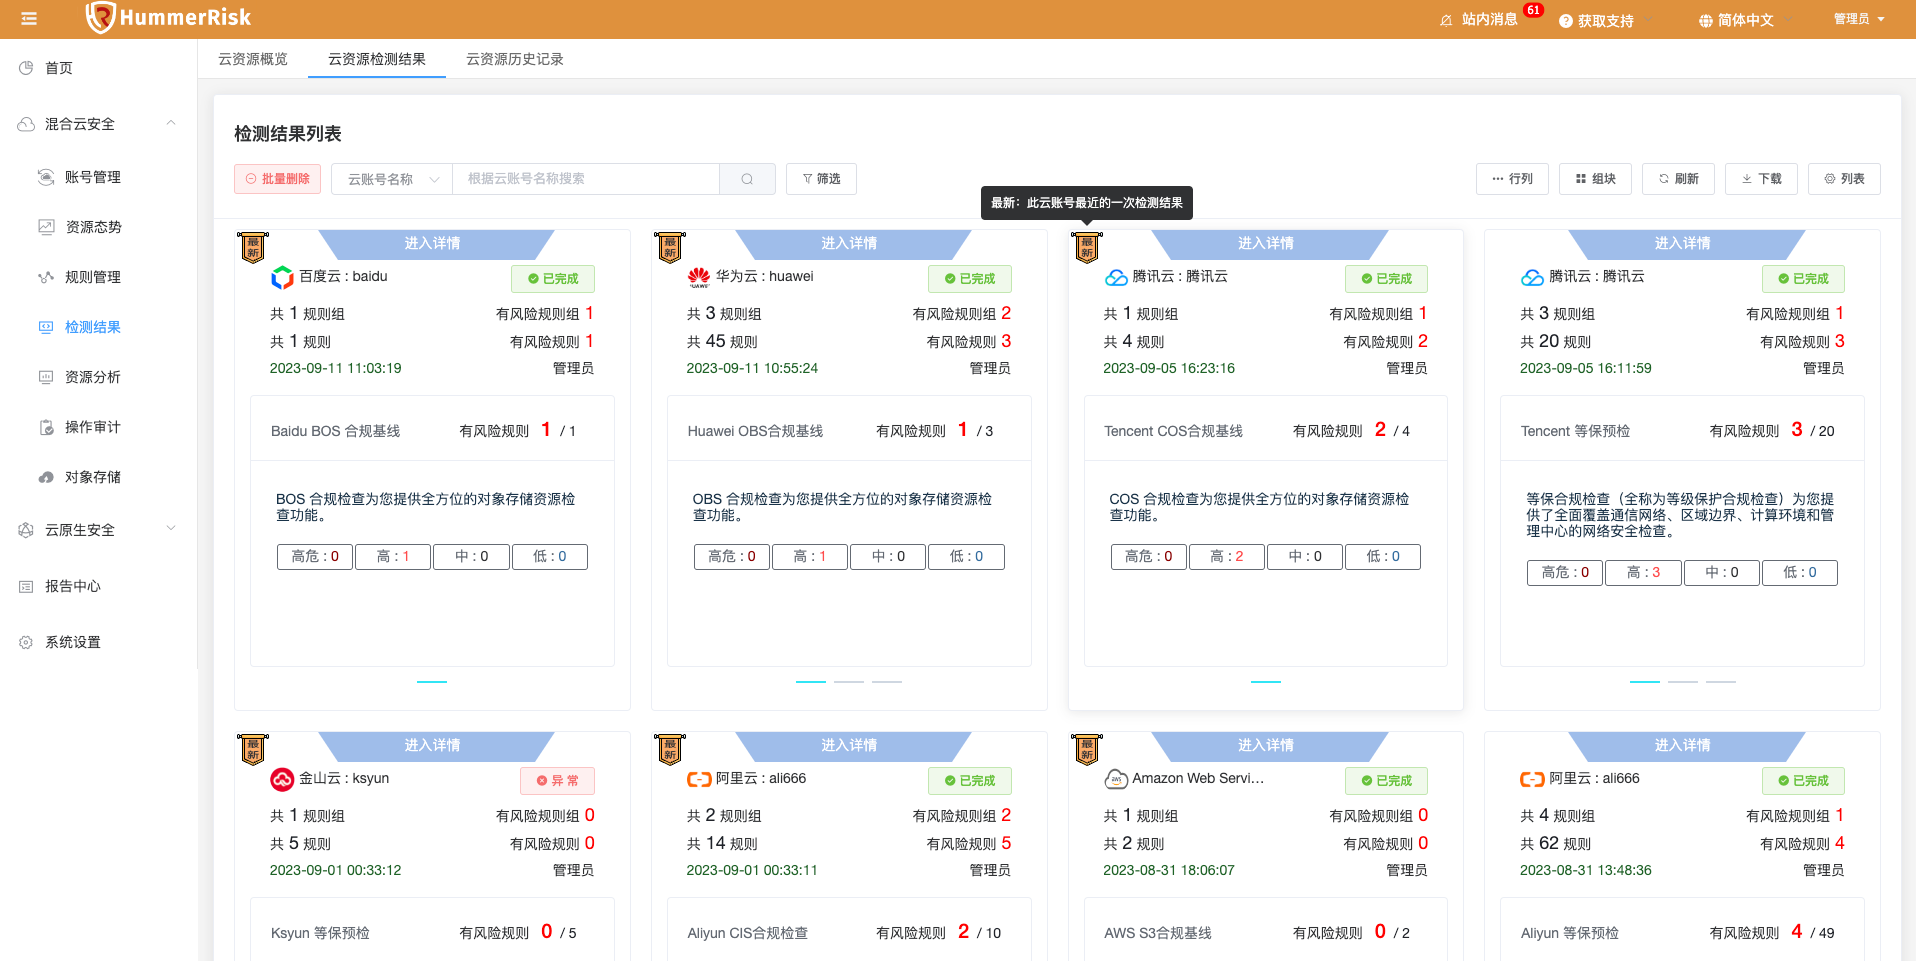 HummerRisk
站内消息 61
获取支持
简体中文
管理员
首页
混合云安全
账号管理
资源态势
规则管理
检测结果
资源分析
操作审计
对象存储
云原生安全
报告中心
系统设置
云资源概览
云资源检测结果
云资源历史记录
检测结果列表
批量删除
云账号名称
根据云账号名称搜索
筛选
行列
组块
刷新
下载
列表
最新：此云账号最近的一次检测结果
最新
进入详情
百度云 : baidu
已完成
共 1 规则组
有风险规则组 1
共 1 规则
有风险规则 1
2023-09-11 11:03:19
管理员
Baidu BOS 合规基线
有风险规则 1 / 1
BOS 合规检查为您提供全方位的对象存储资源检
查功能。
高危 : 0
高 : 1
中 : 0
低 : 0
最新
进入详情
华为云 : huawei
已完成
共 3 规则组
有风险规则组 2
共 45 规则
有风险规则 3
2023-09-11 10:55:24
管理员
Huawei OBS合规基线
有风险规则 1 / 3
OBS 合规检查为您提供全方位的对象存储资源检
查功能。
高危 : 0
高 : 1
中 : 0
低 : 0
最新
进入详情
腾讯云 : 腾讯云
已完成
共 1 规则组
有风险规则组 1
共 4 规则
有风险规则 2
2023-09-05 16:23:16
管理员
Tencent COS合规基线
有风险规则 2 / 4
COS 合规检查为您提供全方位的对象存储资源检
查功能。
高危 : 0
高 : 2
中 : 0
低 : 0
进入详情
腾讯云 : 腾讯云
已完成
共 3 规则组
有风险规则组 1
共 20 规则
有风险规则 3
2023-09-05 16:11:59
管理员
Tencent 等保预检
有风险规则 3 / 20
等保合规检查（全称为等级保护合规检查）为您提
供了全面覆盖通信网络、区域边界、计算环境和管
理中心的网络安全检查。
高危 : 0
高 : 3
中 : 0
低 : 0
最新
进入详情
金山云 : ksyun
异 常
共 1 规则组
有风险规则组 0
共 5 规则
有风险规则 0
2023-09-01 00:33:12
管理员
Ksyun 等保预检
有风险规则 0 / 5
最新
进入详情
阿里云 : ali666
已完成
共 2 规则组
有风险规则组 2
共 14 规则
有风险规则 5
2023-09-01 00:33:11
管理员
Aliyun CIS合规检查
有风险规则 2 / 10
最新
进入详情
Amazon Web Servi...
已完成
共 1 规则组
有风险规则组 0
共 2 规则
有风险规则 0
2023-08-31 18:06:07
管理员
AWS S3合规基线
有风险规则 0 / 2
进入详情
阿里云 : ali666
已完成
共 4 规则组
有风险规则组 1
共 62 规则
有风险规则 4
2023-08-31 13:48:36
管理员
Aliyun 等保预检
有风险规则 4 / 49